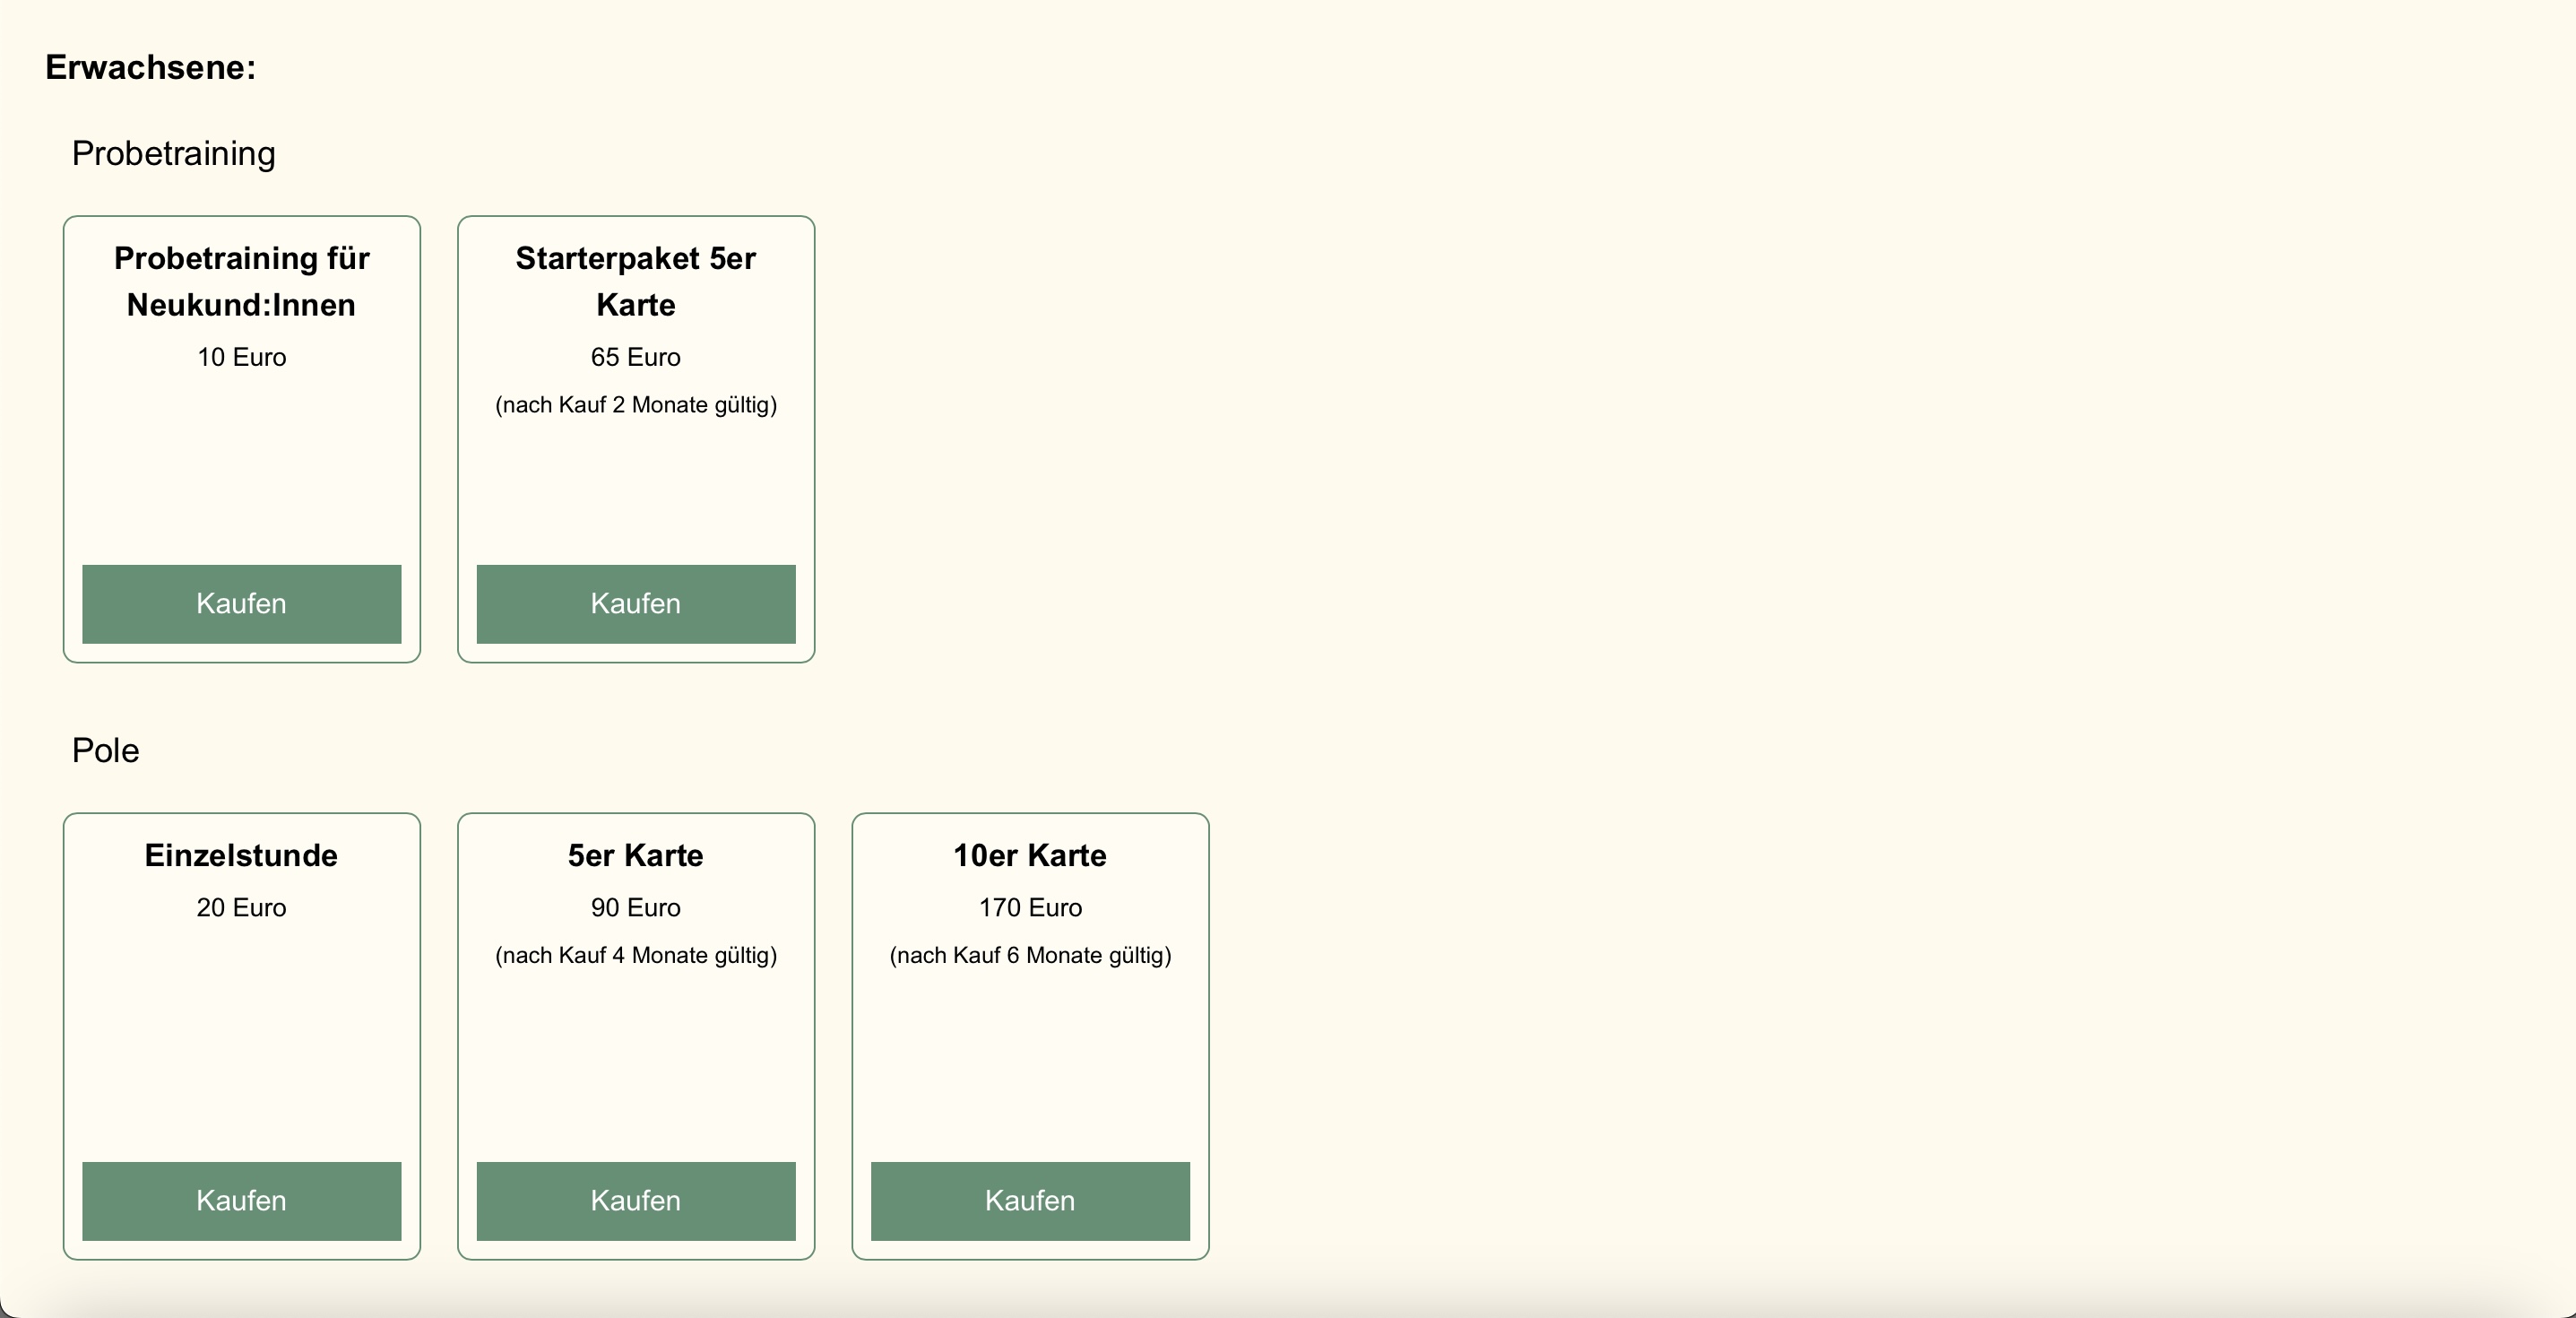 Erwachsene:
Probetraining
Probetraining für
Neukund:Innen
10 Euro
Kaufen
Starterpaket 5er
Karte
65 Euro
(nach Kauf 2 Monate gültig)
Kaufen
Pole
Einzelstunde
20 Euro
Kaufen
5er Karte
90 Euro
(nach Kauf 4 Monate gültig)
Kaufen
10er Karte
170 Euro
(nach Kauf 6 Monate gültig)
Kaufen